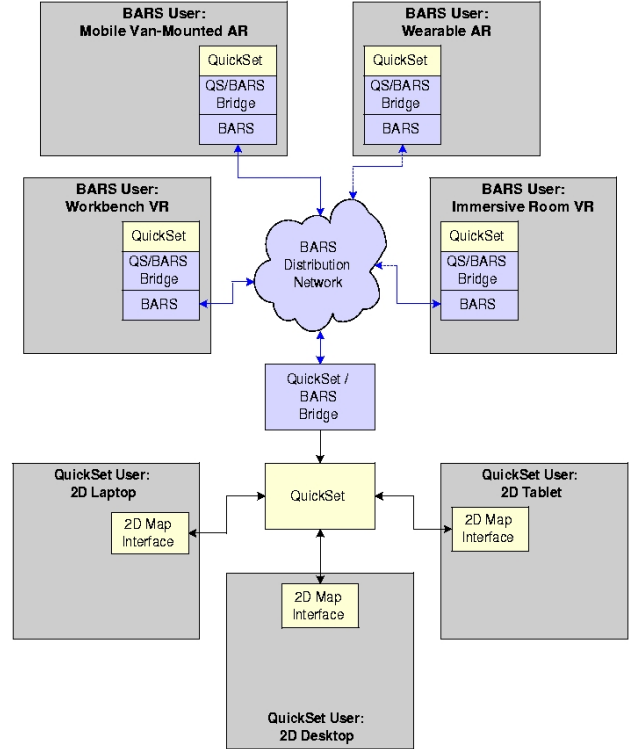 BARS User:
Mobile Van-Mounted AR
QuickSet
QS/BARS
Bridge
BARS
BARS User:
Wearable AR
QuickSet
QS/BARS
Bridge
BARS
BARS User:
Workbench VR
QuickSet
QS/BARS
Bridge
BARS
BARS
Distribution
Network
BARS User:
Immersive Room VR
QuickSet
QS/BARS
Bridge
BARS
QuickSet /
BARS
Bridge
QuickSet User:
2D Laptop
2D Map
Interface
QuickSet
QuickSet User:
2D Tablet
2D Map
Interface
2D Map
Interface
QuickSet User:
2D Desktop